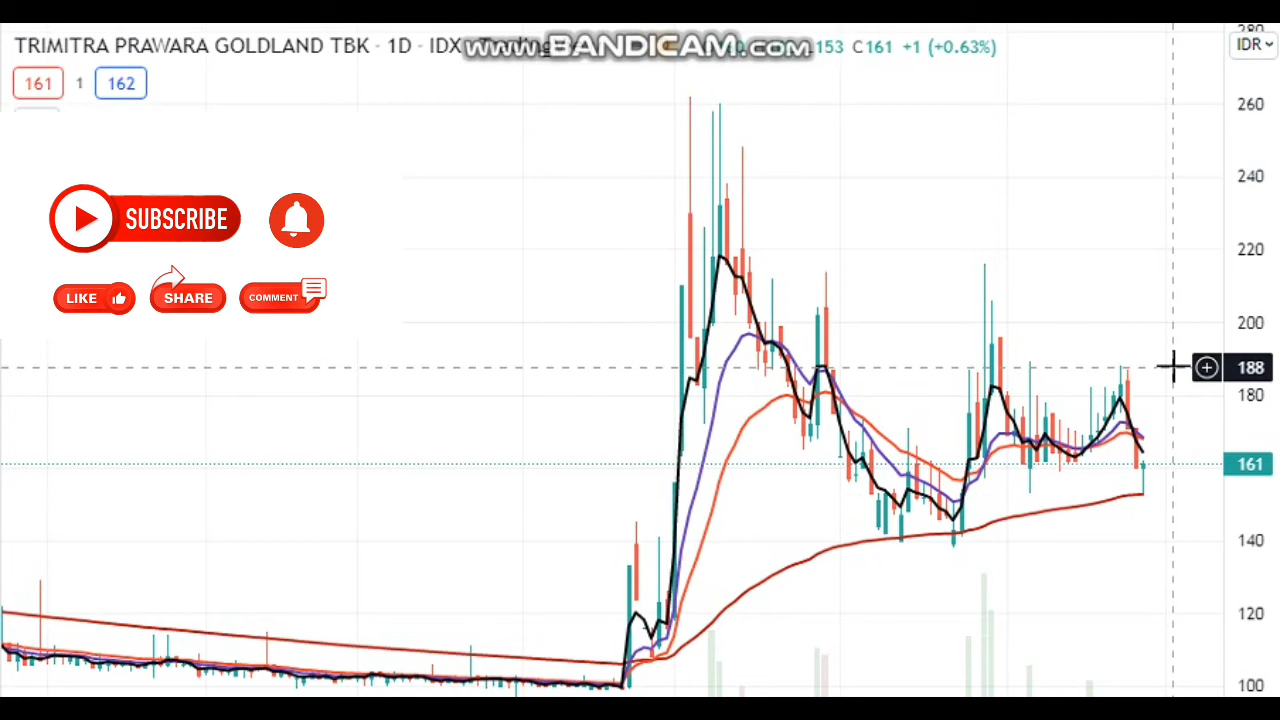 TRIMITRA PRAWARA GOLDLAND TBK · 1D · IDX
www.BANDICAM.com
153 C161 +1 (+0.63%)
IDR
161 1 162
280
260
240
220
200
188
180
161
140
120
100
SUBSCRIBE
LIKE SHARE COMMENT